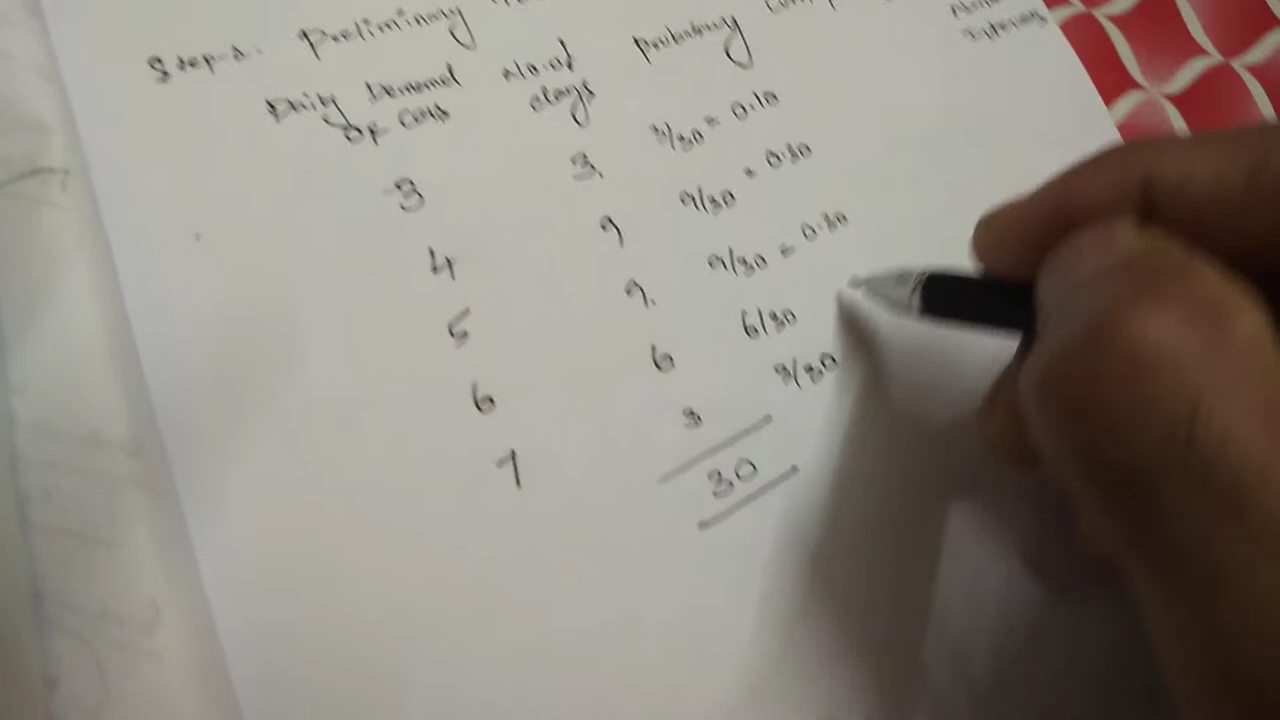 Step-1: Preliminary
Daily Demand of cars No. of days Probability
3 3 3/30 = 0.10
4 9 9/30 = 0.30
5 9 9/30 = 0.30
6 6 6/30
7 3 3/30
30